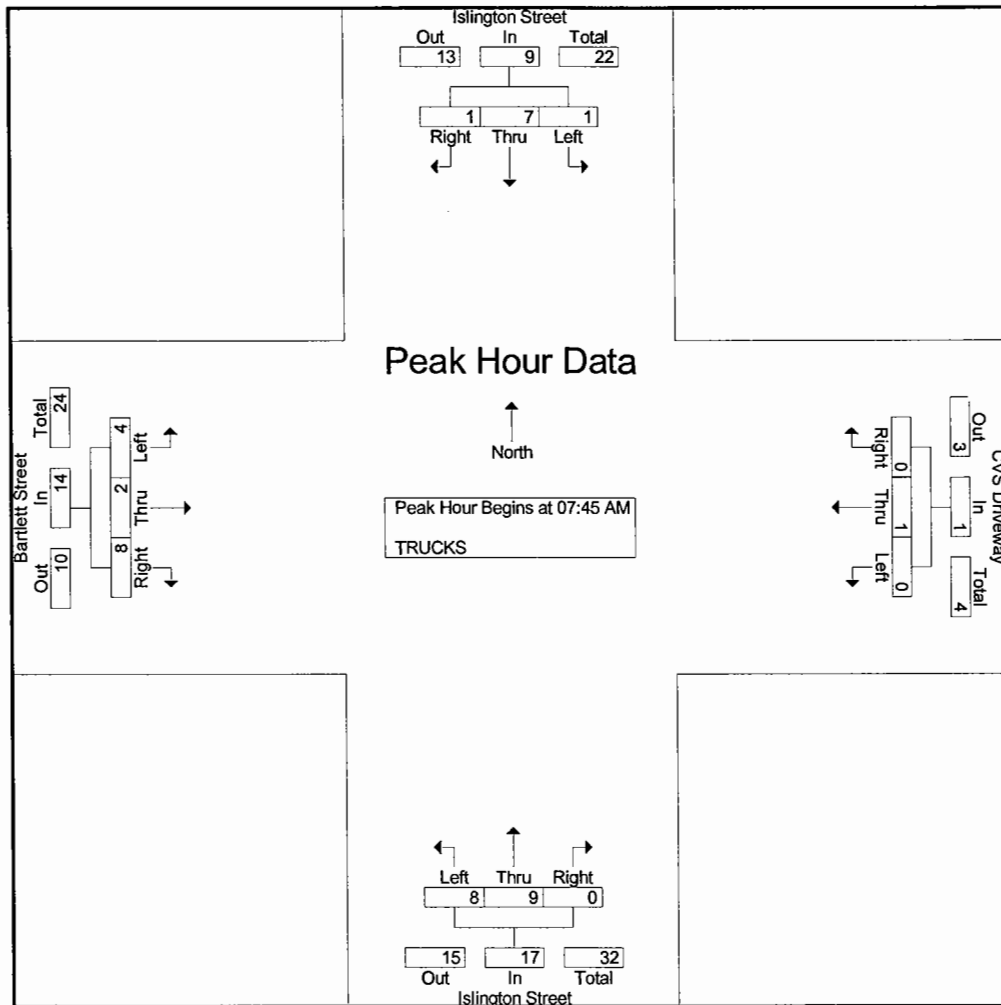 Islington Street
Out In Total
13 9 22
1 7 1
Right Thru Left
Peak Hour Data
North
Peak Hour Begins at 07:45 AM
TRUCKS
Bartlett Street
Out In Total
10 14 24
8 2 4
Right Thru Left
CVS Driveway
Out In Total
3 1 4
0 1 0
Right Thru Left
Left Thru Right
8 9 0
15 17 32
Out In Total
Islington Street